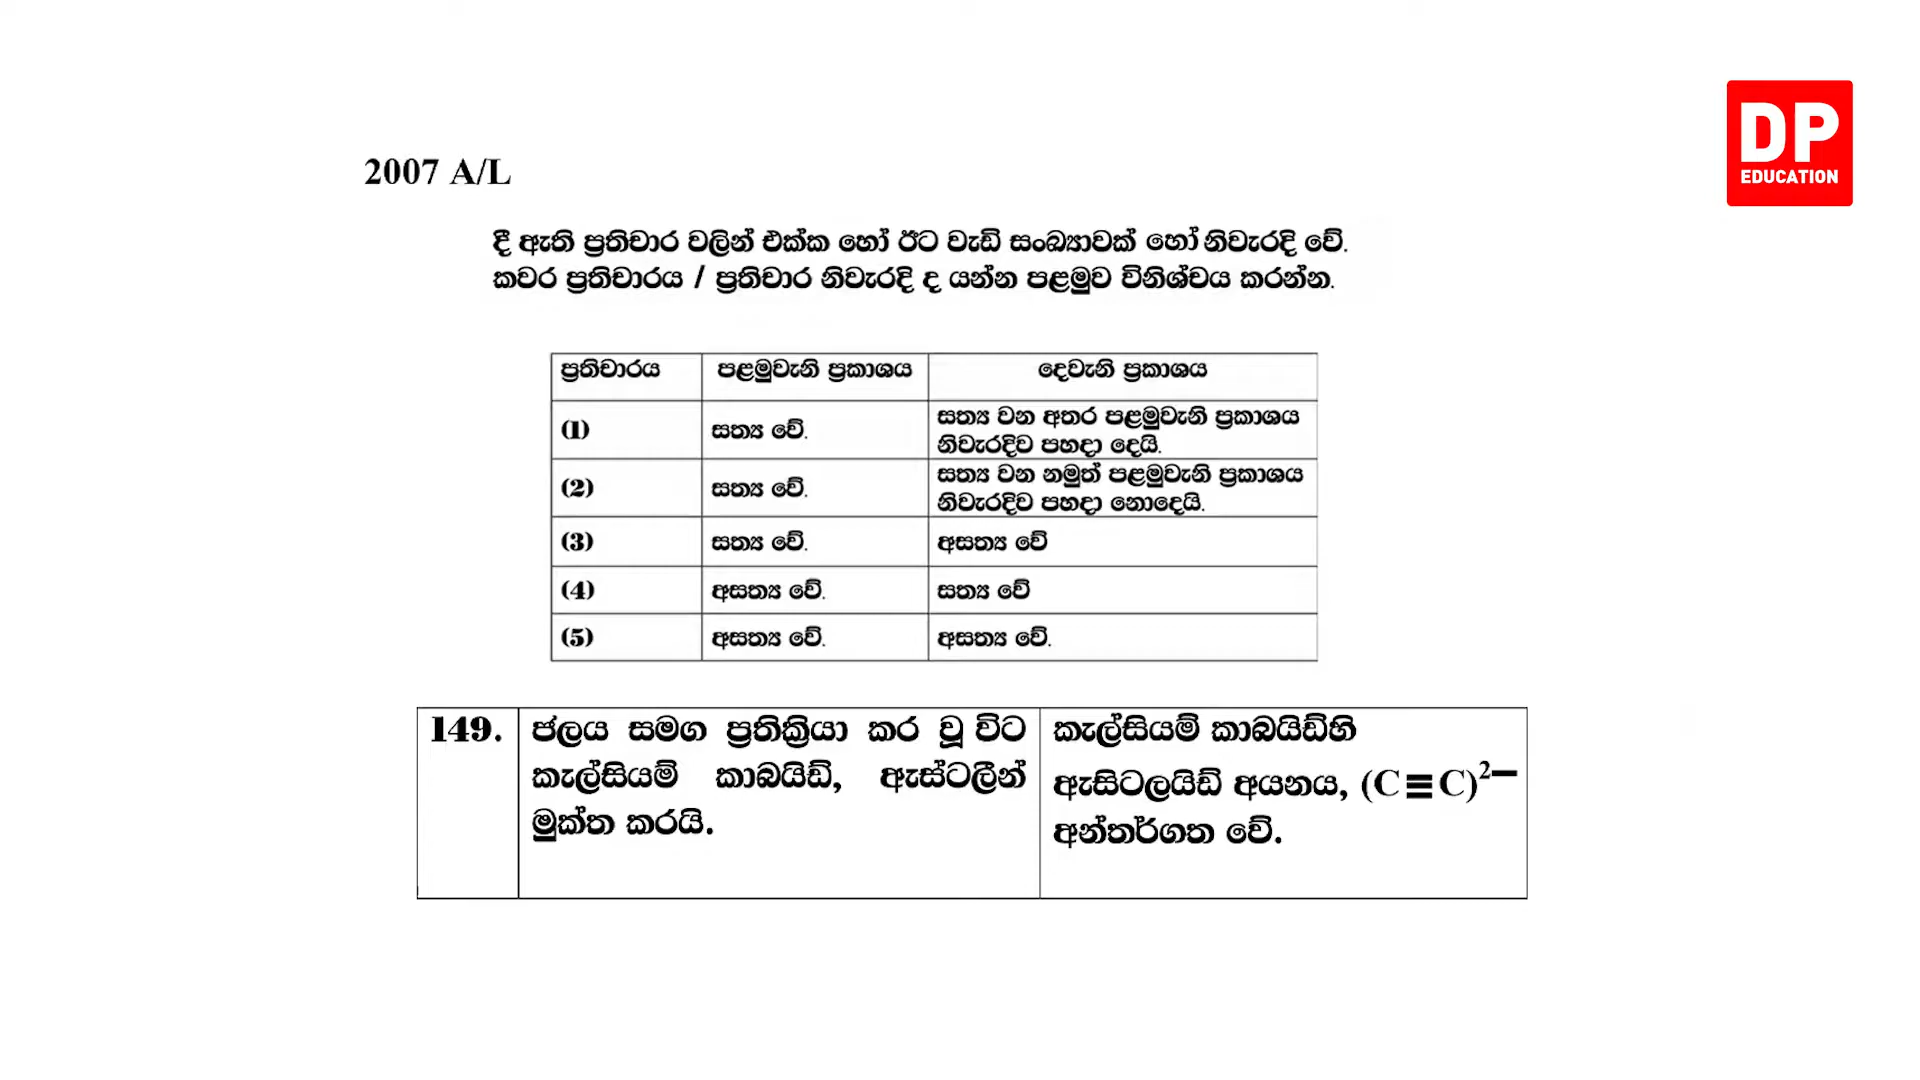 DP
EDUCATION
2007 A/L
දී ඇති ප්‍රතිචාර වලින් එක්ක හෝ ඊට වැඩි සංඛ්‍යාවක් හෝ නිවැරදි වේ.
කවර ප්‍රතිචාරය / ප්‍රතිචාර නිවැරදි ද යන්න පළමුව විනිශ්චය කරන්න.
ප්‍රතිචාරය පළමුවැනි ප්‍රකාශය දෙවැනි ප්‍රකාශය
(1) සත්‍ය වේ. සත්‍ය වන අතර පළමුවැනි ප්‍රකාශය
නිවැරදිව පහදා දෙයි.
(2) සත්‍ය වේ. සත්‍ය වන නමුත් පළමුවැනි ප්‍රකාශය
නිවැරදිව පහදා නොදෙයි.
(3) සත්‍ය වේ. අසත්‍ය වේ
(4) අසත්‍ය වේ. සත්‍ය වේ
(5) අසත්‍ය වේ. අසත්‍ය වේ.
149. ජලය සමග ප්‍රතික්‍රියා කර වූ විට
කැල්සියම් කාබයිඩ්, ඇස්ටලීන්
මුක්ත කරයි.
කැල්සියම් කාබයිඩ්හි
ඇසිටලයිඩ් අයනය, (C≡C)²⁻
අන්තර්ගත වේ.